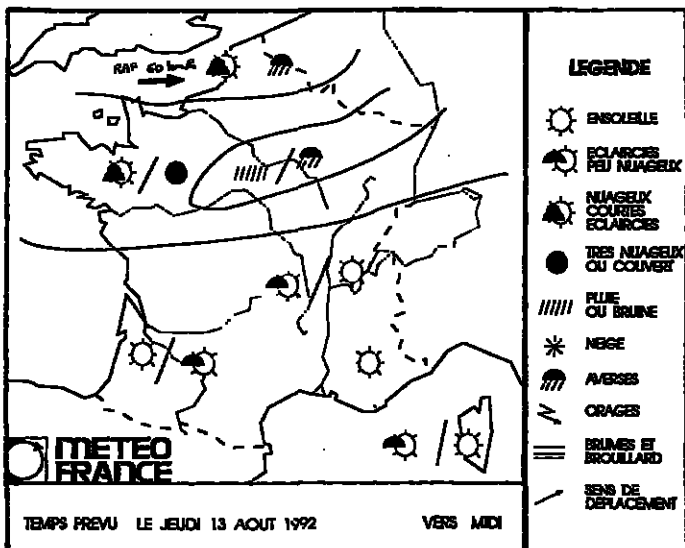 RAF 60 km/h
METEO
FRANCE
TEMPS PREVU LE JEUDI 13 AOUT 1992 VERS MIDI
LEGENDE
ENSOLEILLE
ECLAIRCIES
PEU NUAGEUX
NUAGEUX
COURTES
ECLAIRCIES
TRES NUAGEUX
OU COUVERT
PLUIE
OU BRUINE
NEIGE
AVERSES
ORAGES
BRUMES ET
BROUILLARD
SENS DE
DEPLACEMENT